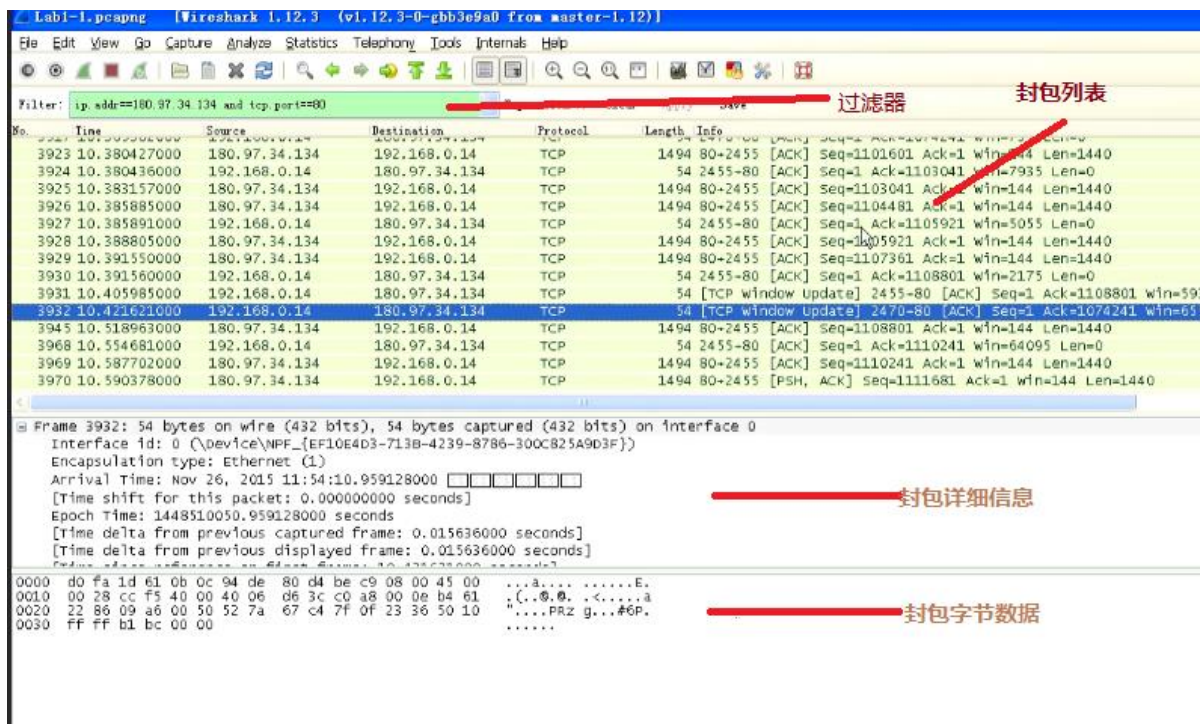 Lab1-1.pcapng [Wireshark 1.12.3 (v1.12.3-0-gbb3e9a0 from master-1.12)]
File Edit View Go Capture Analyze Statistics Telephony Tools Internals Help
Filter: ip.addr==180.97.34.134 and tcp.port==80
过滤器
封包列表
No. Time Source Destination Protocol Length Info
3923 10.380427000 180.97.34.134 192.168.0.14 TCP 1494 80→2455 [ACK] Seq=1101601 Ack=1 Win=144 Len=1440
3924 10.380436000 192.168.0.14 180.97.34.134 TCP 54 2455→80 [ACK] Seq=1 Ack=1103041 Win=7935 Len=0
3925 10.383157000 180.97.34.134 192.168.0.14 TCP 1494 80→2455 [ACK] Seq=1103041 Ack=1 Win=144 Len=1440
3926 10.385885000 180.97.34.134 192.168.0.14 TCP 1494 80→2455 [ACK] Seq=1104481 Ack=1 Win=144 Len=1440
3927 10.385891000 192.168.0.14 180.97.34.134 TCP 54 2455→80 [ACK] Seq=1 Ack=1105921 Win=5055 Len=0
3928 10.388805000 180.97.34.134 192.168.0.14 TCP 1494 80→2455 [ACK] Seq=1105921 Ack=1 Win=144 Len=1440
3929 10.391550000 180.97.34.134 192.168.0.14 TCP 1494 80→2455 [ACK] Seq=1107361 Ack=1 Win=144 Len=1440
3930 10.391560000 192.168.0.14 180.97.34.134 TCP 54 2455→80 [ACK] Seq=1 Ack=1108801 Win=2175 Len=0
3931 10.405985000 192.168.0.14 180.97.34.134 TCP 54 [TCP Window Update] 2455→80 [ACK] Seq=1 Ack=1108801
3932 10.421621000 192.168.0.14 180.97.34.134 TCP 54 [TCP Window Update] 2470→80 [ACK] Seq=1 Ack=1074241
3945 10.518963000 180.97.34.134 192.168.0.14 TCP 1494 80→2455 [ACK] Seq=1108801 Ack=1 Win=144 Len=1440
3968 10.554681000 192.168.0.14 180.97.34.134 TCP 54 2455→80 [ACK] Seq=1 Ack=1110241 Win=64095 Len=0
3969 10.587702000 180.97.34.134 192.168.0.14 TCP 1494 80→2455 [ACK] Seq=1110241 Ack=1 Win=144 Len=1440
3970 10.590378000 180.97.34.134 192.168.0.14 TCP 1494 80→2455 [PSH, ACK] Seq=1111681 Ack=1 Win=144 Len=1440
Frame 3932: 54 bytes on wire (432 bits), 54 bytes captured (432 bits) on interface 0
Interface id: 0 (\Device\NPF_{EF10E4D3-713B-4239-8786-300C825A9D3F})
Encapsulation type: Ethernet (1)
Arrival Time: Nov 26, 2015 11:54:10.959128000
[Time shift for this packet: 0.000000000 seconds]
封包详细信息
Epoch Time: 1448510050.959128000 seconds
[Time delta from previous captured frame: 0.015636000 seconds]
[Time delta from previous displayed frame: 0.015636000 seconds]
0000 d0 fa 1d 61 0b 0c 94 de 80 d4 be c9 08 00 45 00 ...a.... ......E.
0010 00 28 cc f5 40 00 40 06 d6 3c c0 a8 00 0e b4 61 .(..@.@. .<.....a
0020 22 86 09 a6 00 50 52 7a 67 c4 7f 0f 23 36 50 10 "....PRz g...#6P.
封包字节数据
0030 ff ff b1 bc 00 00 ......